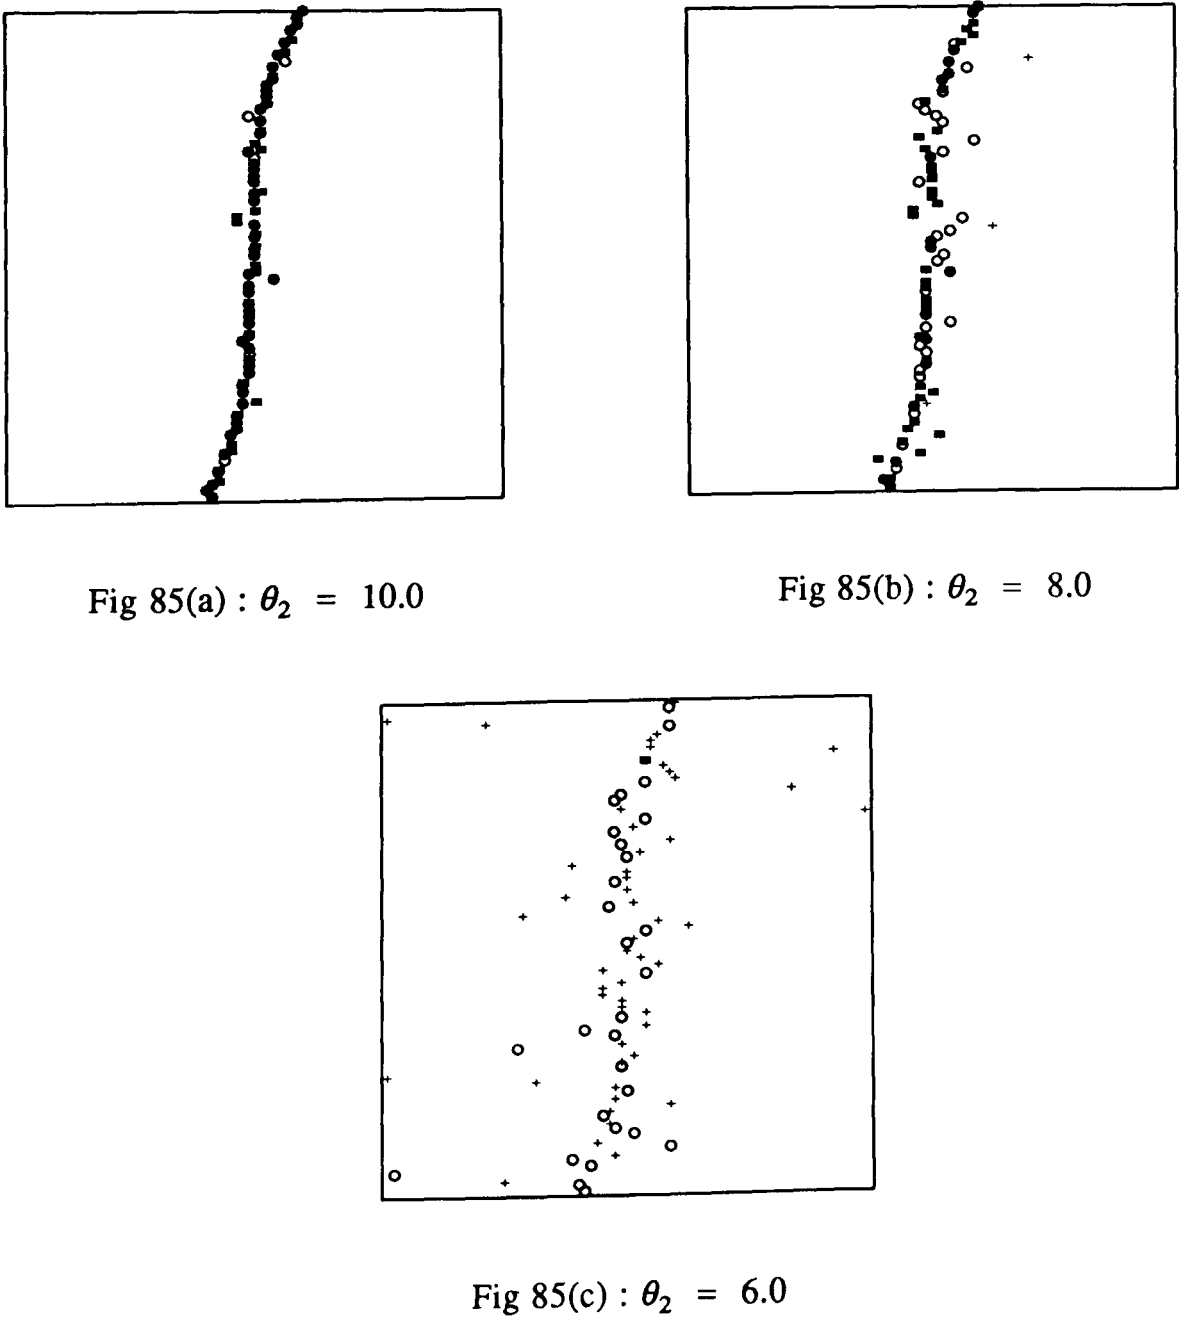 Fig 85(a) : θ₂ = 10.0
Fig 85(b) : θ₂ = 8.0
Fig 85(c) : θ₂ = 6.0